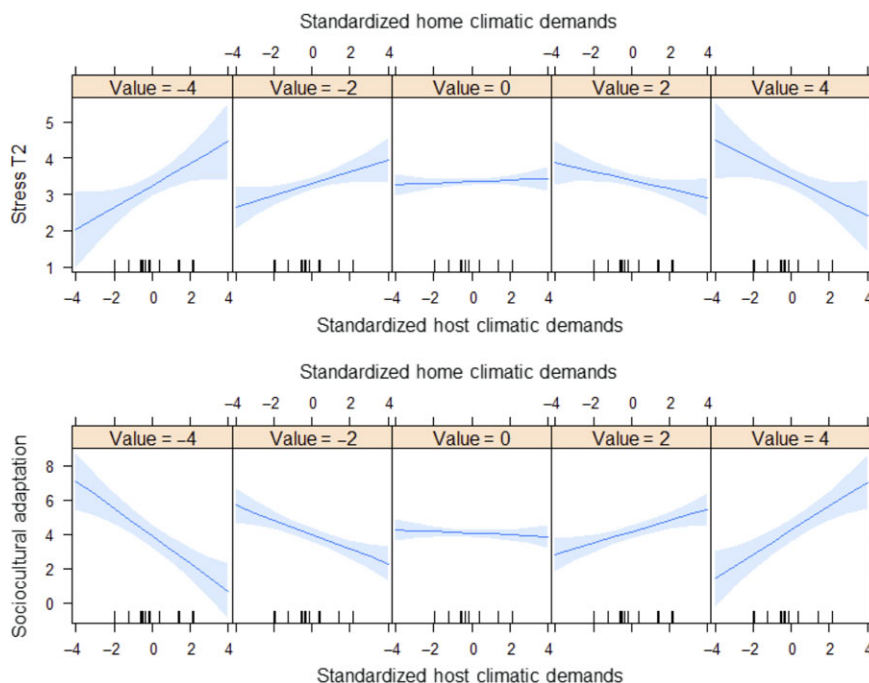 Standardized home climatic demands
−4 0 4 −4 0 4
Value = −4 Value = −2 Value = 0 Value = 2 Value = 4
Stress T2
5
4
3
2
1
−4 −2 0 2 4 −4 −2 0 2 4 −4 −2 0 2 4
Standardized host climatic demands
Standardized home climatic demands
−4 −2 0 2 4 −4 −2 0 2 4
Value = −4 Value = −2 Value = 0 Value = 2 Value = 4
Sociocultural adaptation
8
6
4
2
0
−4 −2 0 2 4 −4 −2 0 2 4 −4 −2 0 2 4
Standardized host climatic demands